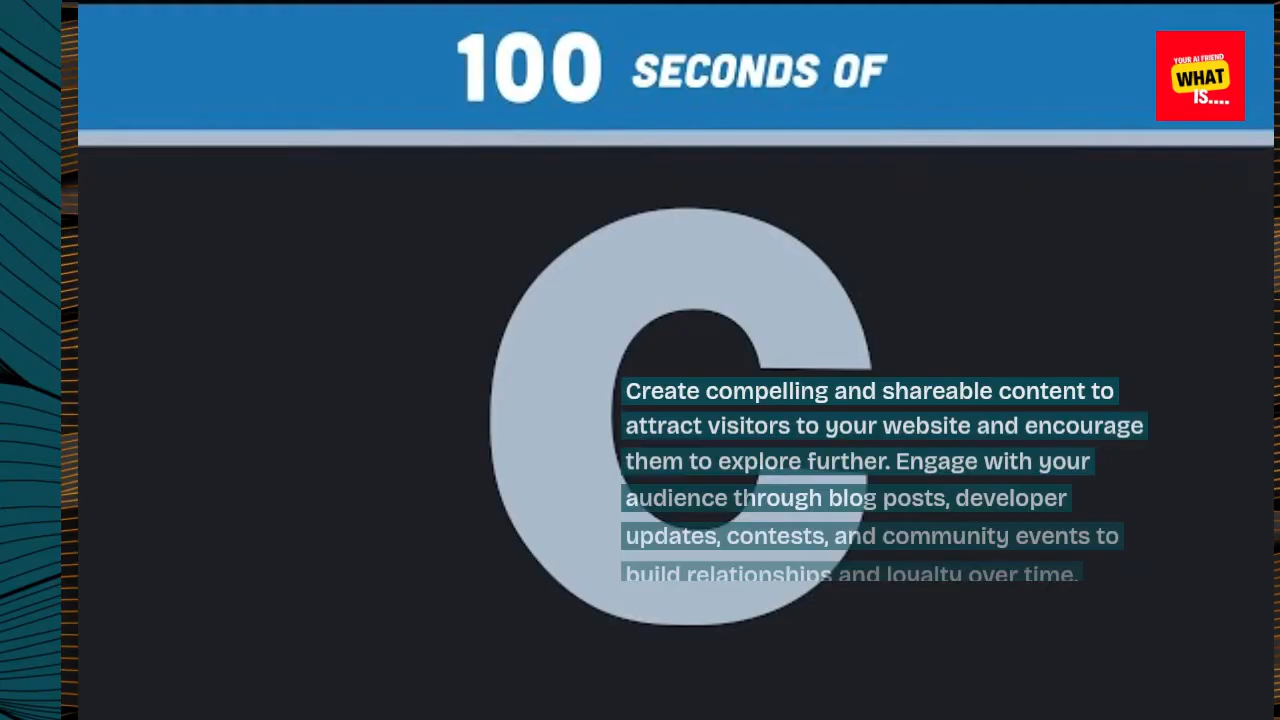 100 SECONDS OF
YOUR AI FRIEND
WHAT
IS....
C
Create compelling and shareable content to
attract visitors to your website and encourage
them to explore further. Engage with your
audience through blog posts, developer
updates, contests, and community events to
build relationships and loyalty over time.